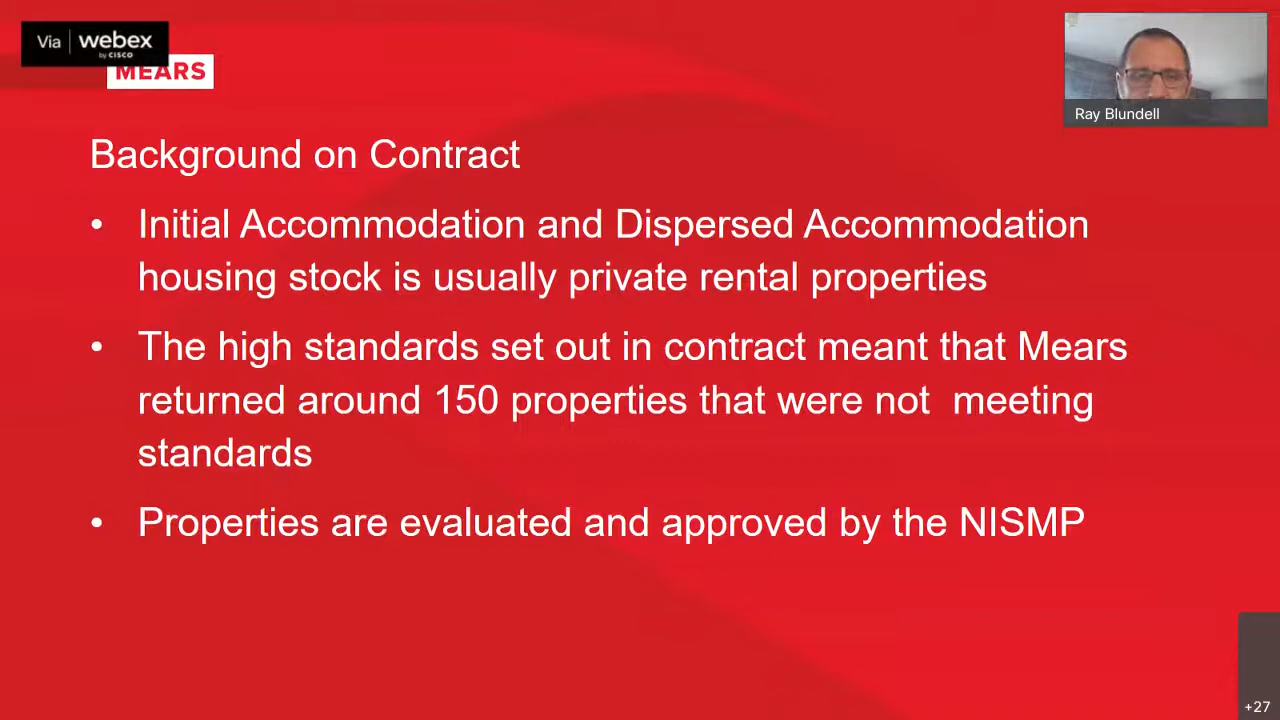 Via webex
by CISCO
MEARS
Ray Blundell
Background on Contract
• Initial Accommodation and Dispersed Accommodation
housing stock is usually private rental properties
• The high standards set out in contract meant that Mears
returned around 150 properties that were not  meeting
standards
• Properties are evaluated and approved by the NISMP
+27